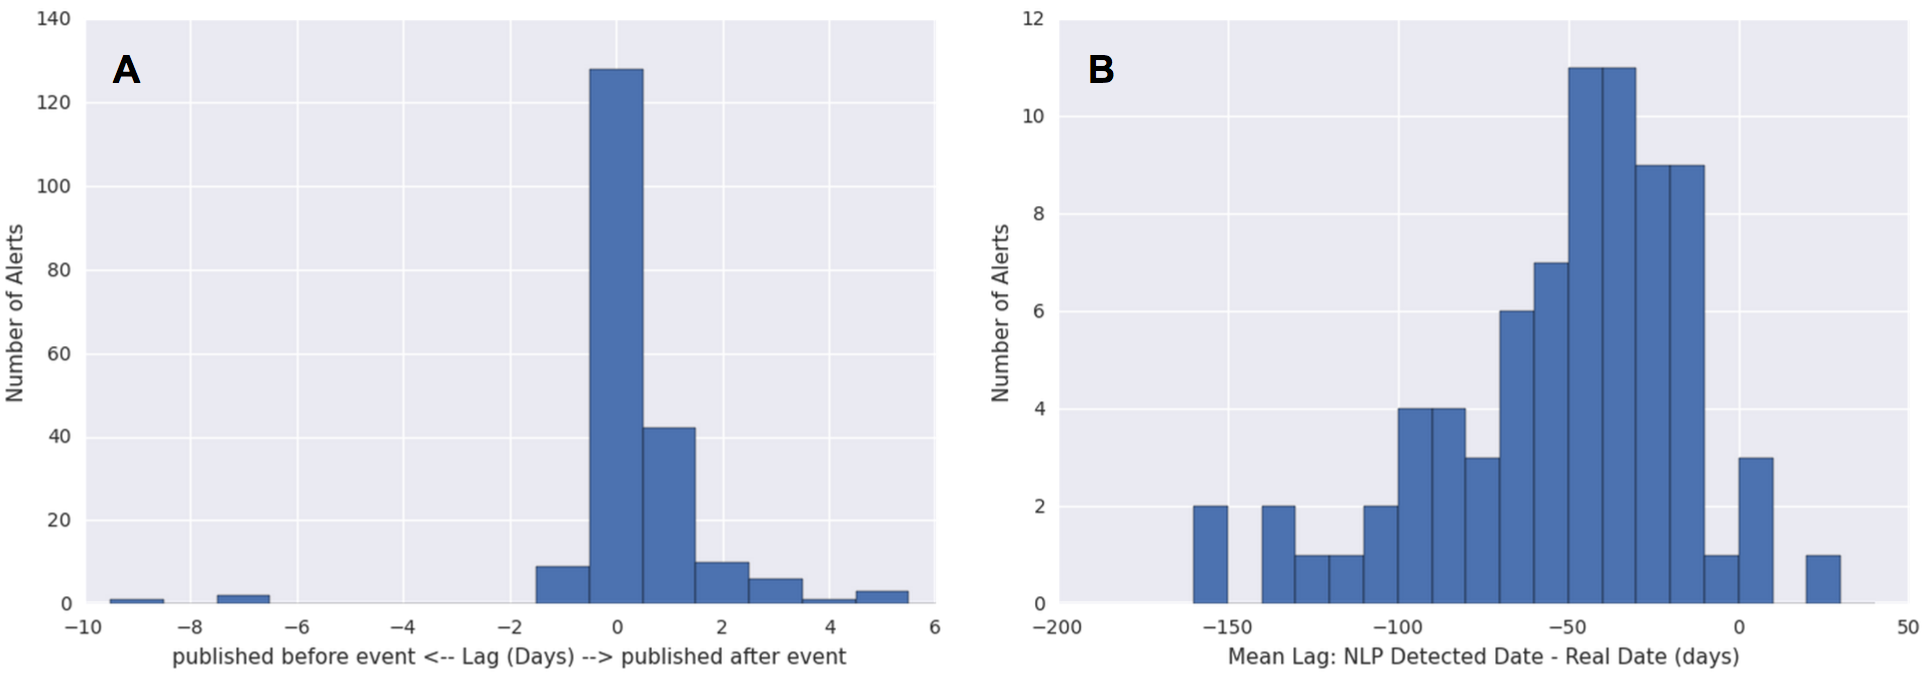 A
140
120
100
80
60
40
20
0
Number of Alerts
−10 −8 −6 −4 −2 0 2 4 6
published before event <-- Lag (Days) --> published after event
B
12
10
8
6
4
2
0
Number of Alerts
−200 −150 −100 −50 0 50
Mean Lag: NLP Detected Date - Real Date (days)